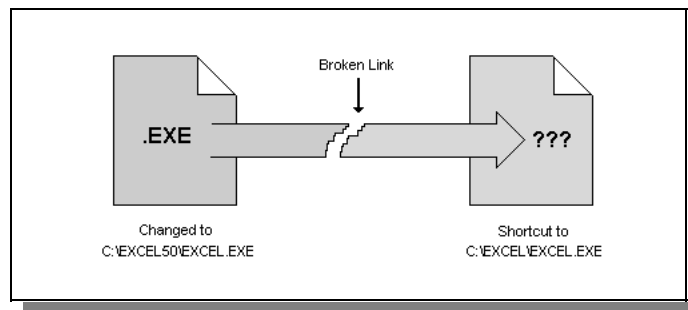 Broken Link
.EXE
???
Changed to
C:\EXCEL50\EXCEL.EXE
Shortcut to
C:\EXCEL\EXCEL.EXE